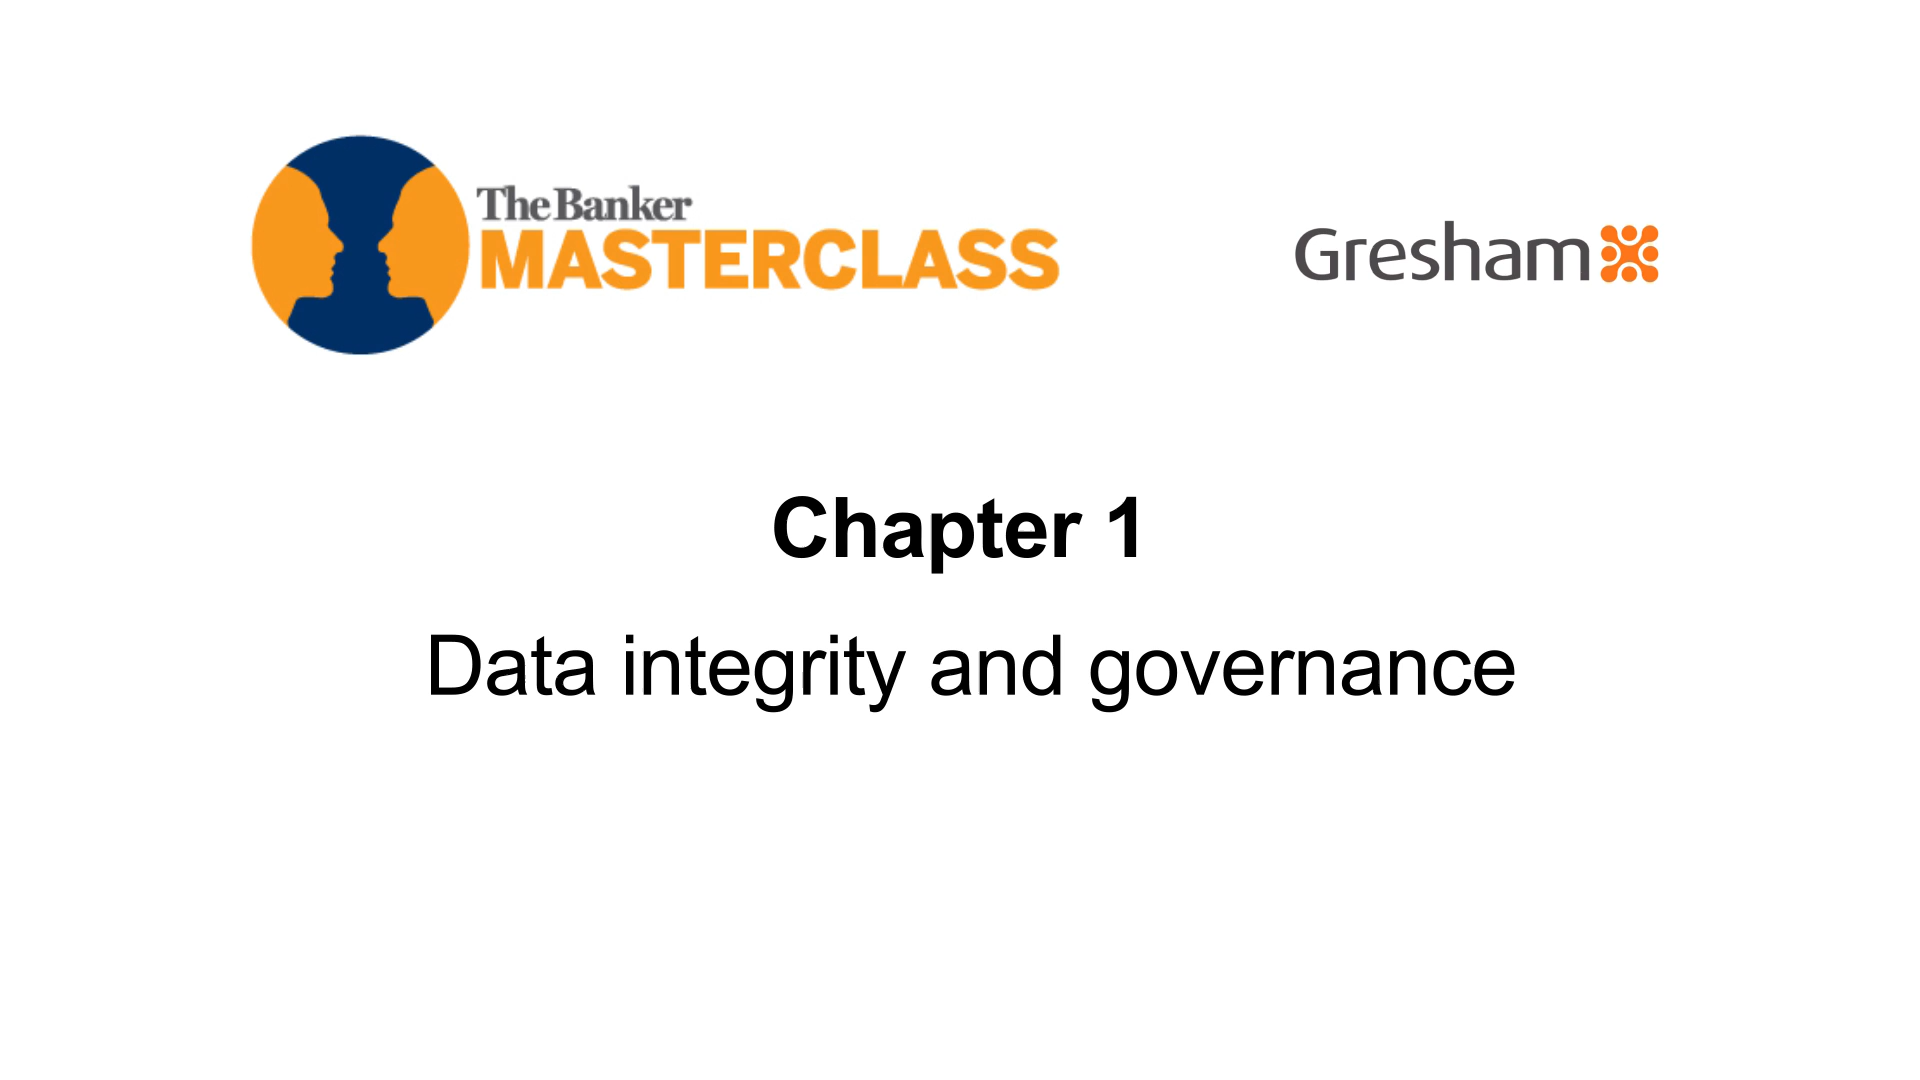 The Banker
MASTERCLASS
Gresham
Chapter 1
Data integrity and governance